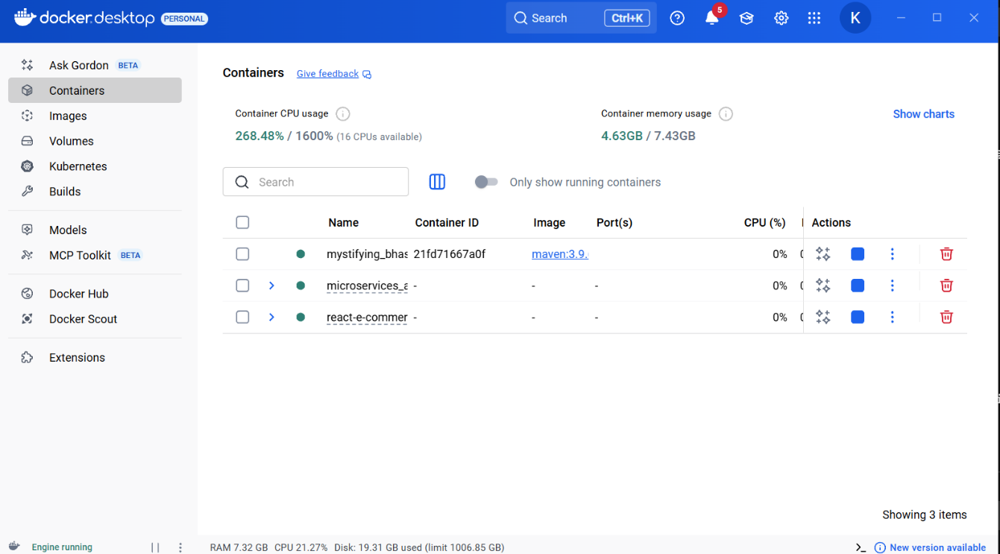 docker.desktop PERSONAL Search Ctrl+K 5 K
Ask Gordon BETA
Containers
Images
Volumes
Kubernetes
Builds
Models
MCP Toolkit BETA
Docker Hub
Docker Scout
Extensions
Containers Give feedback
Container CPU usage
268.48% / 1600% (16 CPUs available)
Container memory usage
4.63GB / 7.43GB
Show charts
Search
Only show running containers
Name Container ID Image Port(s) CPU (%) Actions
mystifying_bhas 21fd71667a0f maven:3.9. 0%
microservices_a - - - 0%
react-e-commer - - - 0%
Showing 3 items
Engine running RAM 7.32 GB CPU 21.27% Disk: 19.31 GB used (limit 1006.85 GB) >_ New version available